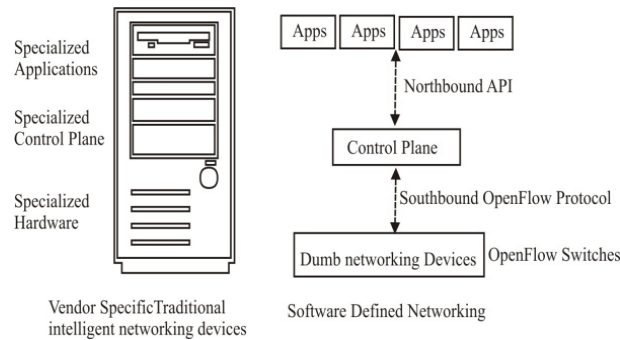 Specialized
Applications
Specialized
Control Plane
Specialized
Hardware
Vendor SpecificTraditional
intelligent networking devices
Apps Apps Apps Apps
Northbound API
Control Plane
Southbound OpenFlow Protocol
Dumb networking Devices OpenFlow Switches
Software Defined Networking